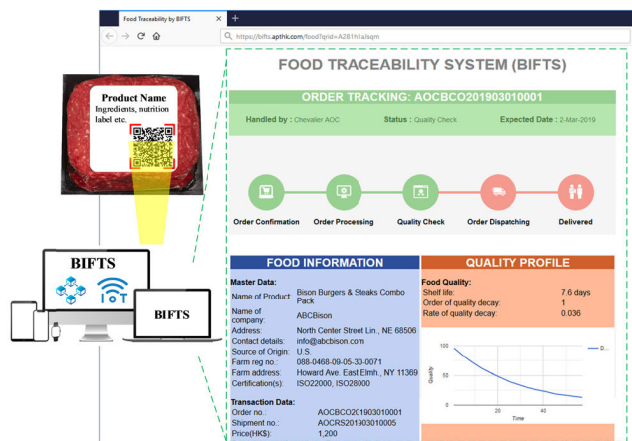 Food Traceability by BIFTS
https://bifts.apthk.com/food?qrid=A2B1h1aJsqm
FOOD TRACEABILITY SYSTEM (BIFTS)
ORDER TRACKING: AOCBCO201903010001
Handled by : Chevalier AOC
Status : Quality Check
Expected Date : 2-Mar-2019
Order Confirmation
Order Processing
Quality Check
Order Dispatching
Delivered
Product Name
Ingredients, nutrition
label etc.
BIFTS
IoT
BIFTS
FOOD INFORMATION
Master Data:
Name of Product: Bison Burgers & Steaks Combo
Pack
Name of
company: ABCBison
Address: North Center Street Lin., NE 68506
Contact details: info@abcbison.com
Source of Origin: U.S.
Farm reg no.: 088-0468-09-05-33-0071
Farm address: Howard Ave. EastElmh., NY 11369
Certification(s): ISO22000, ISO28000
Transaction Data:
Order no.: AOCBCO201903010001
Shipment no.: AOCRS201903010005
Price(HK$): 1,200
QUALITY PROFILE
Food Quality:
Shelf life: 7.6 days
Order of quality decay: 1
Rate of quality decay: 0.036
100
50
0
Quality
20
40
Time
D...